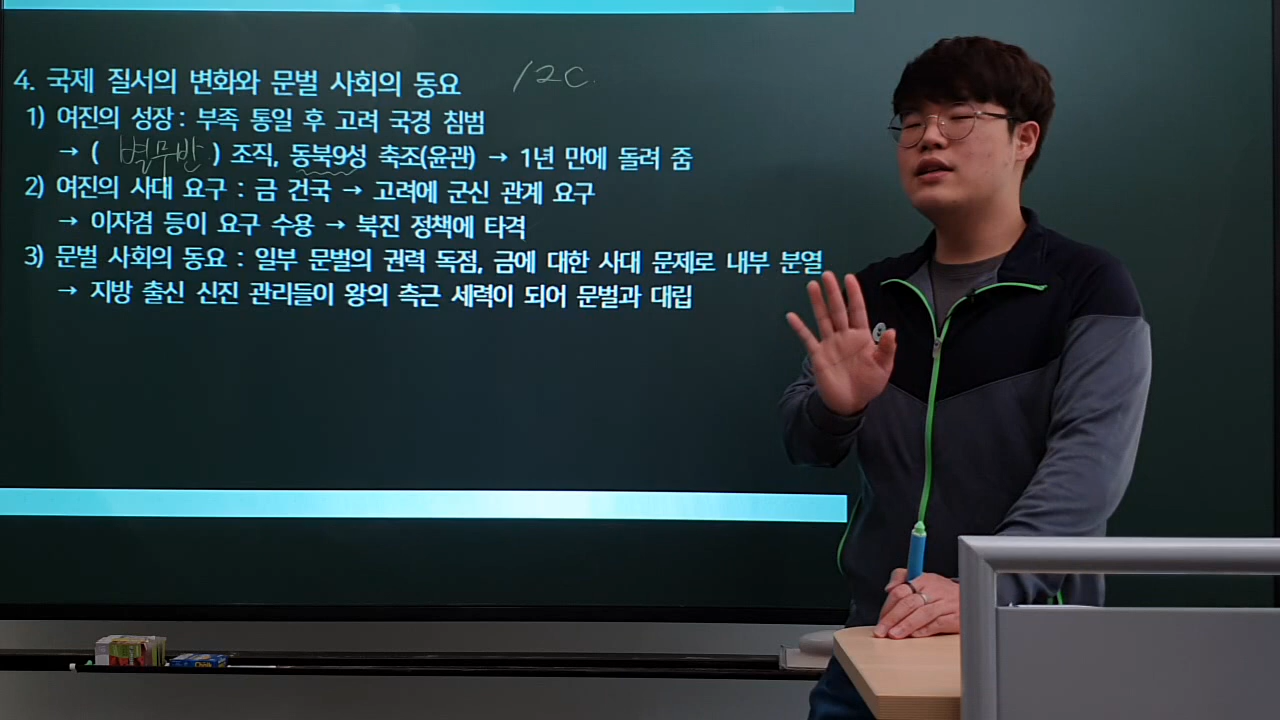 4. 국제 질서의 변화와 문벌 사회의 동요 12C.
1) 여진의 성장 : 부족 통일 후 고려 국경 침범
→ ( 별무반 ) 조직, 동북9성 축조(윤관) → 1년 만에 돌려 줌
2) 여진의 사대 요구 : 금 건국 → 고려에 군신 관계 요구
→ 이자겸 등이 요구 수용 → 북진 정책에 타격
3) 문벌 사회의 동요 : 일부 문벌의 권력 독점, 금에 대한 사대 문제로 내부 분열
→ 지방 출신 신진 관리들이 왕의 측근 세력이 되어 문벌과 대립